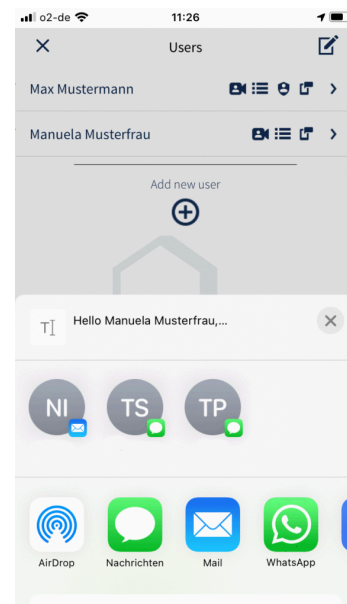 o2-de 11:26
Users
Max Mustermann
Manuela Musterfrau
Add new user
Hello Manuela Musterfrau,...
NI TS TP
AirDrop Nachrichten Mail WhatsApp